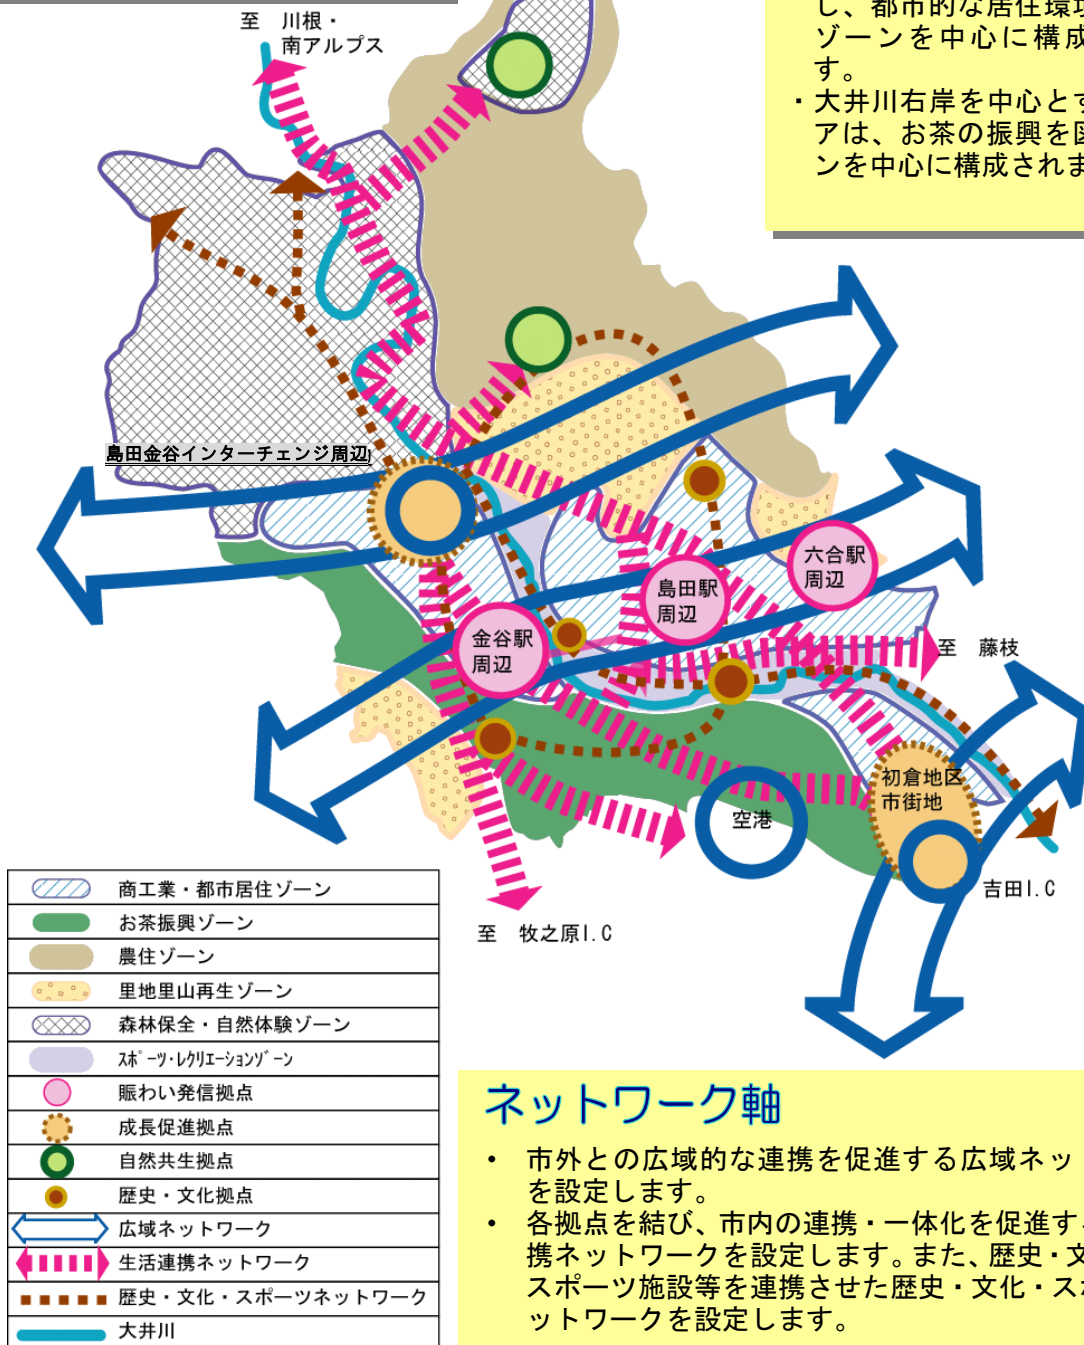 至 川根・
南アルプス
し、都市的な居住環境
ゾーンを中心に構成
す。
・大井川右岸を中心とす
アは、お茶の振興を図
ンを中心に構成されま
島田金谷インターチェンジ周辺
六合駅
周辺
島田駅
周辺
金谷駅
周辺
至 藤枝
初倉地区
市街地
空港
吉田I.C
至 牧之原I.C
商工業・都市居住ゾーン
お茶振興ゾーン
農住ゾーン
里地里山再生ゾーン
森林保全・自然体験ゾーン
ｽﾎﾟｰﾂ・ﾚｸﾘｴｰｼｮﾝｿﾞｰﾝ
賑わい発信拠点
成長促進拠点
自然共生拠点
歴史・文化拠点
広域ネットワーク
生活連携ネットワーク
歴史・文化・スポーツネットワーク
大井川
ネットワーク軸
・ 市外との広域的な連携を促進する広域ネッ
を設定します。
・ 各拠点を結び、市内の連携・一体化を促進す
携ネットワークを設定します。また、歴史・文
スポーツ施設等を連携させた歴史・文化・ス
ットワークを設定します。